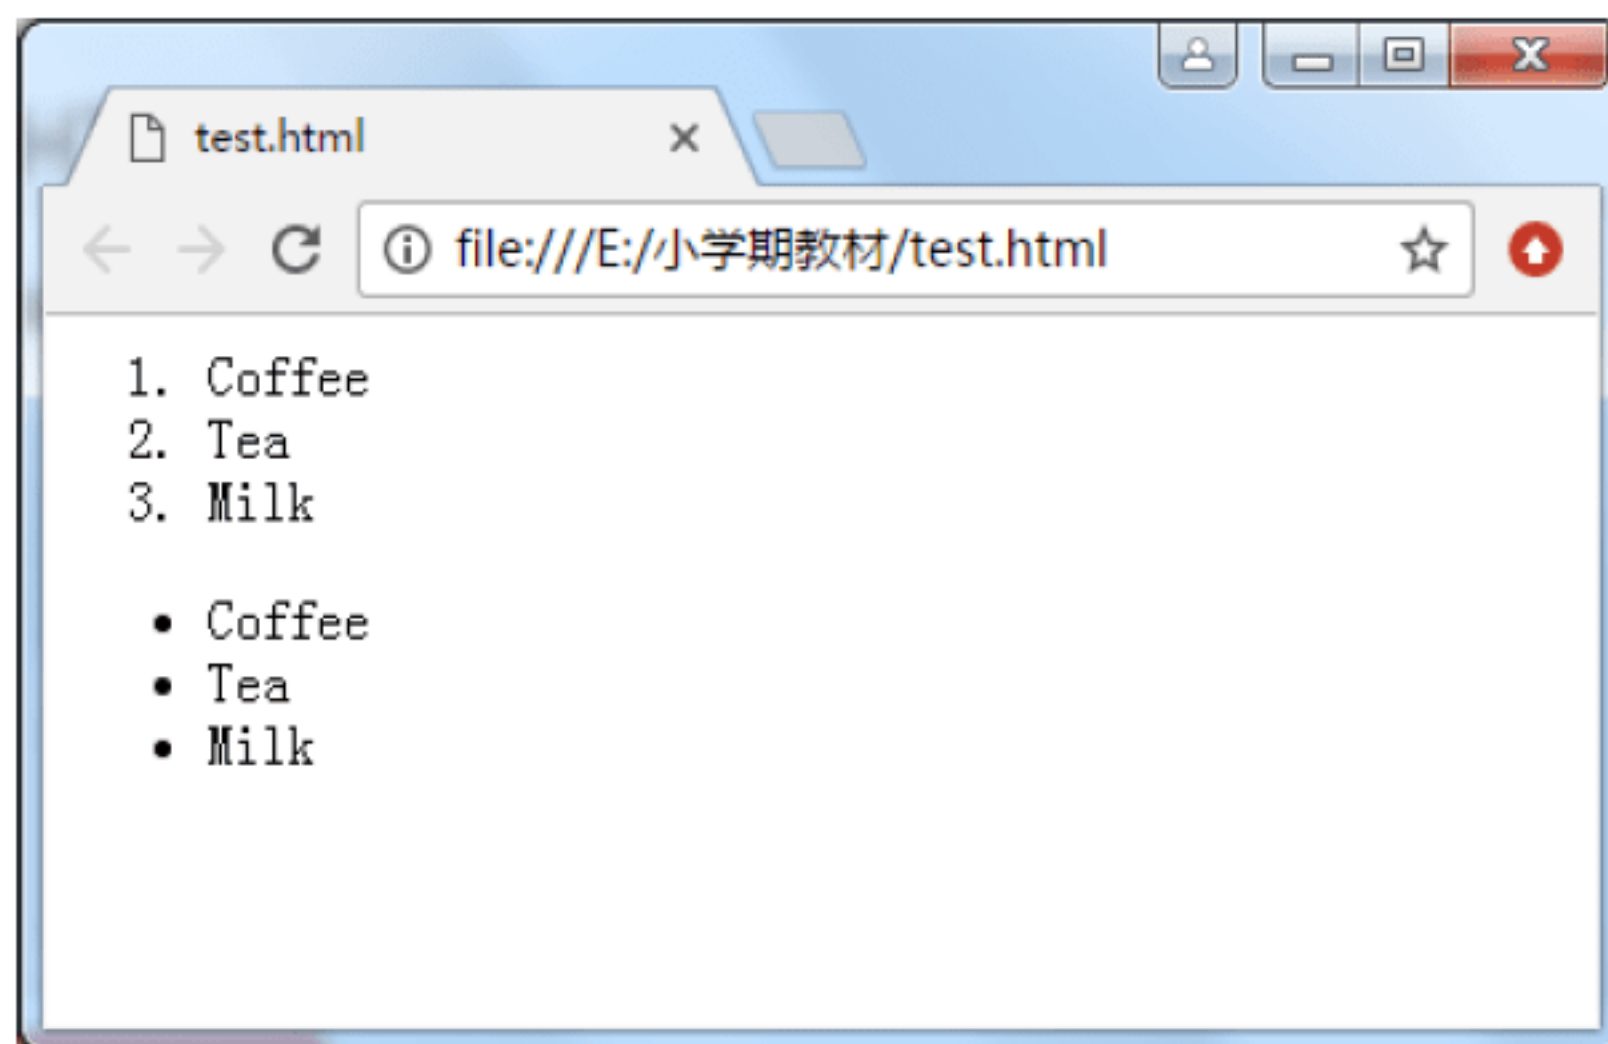 test.html
file:///E:/小学期教材/test.html
1. Coffee
2. Tea
3. Milk
• Coffee
• Tea
• Milk